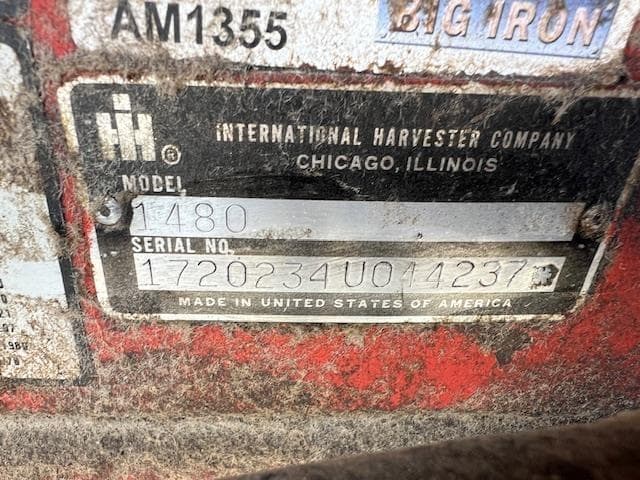 AM1355
BIG IRON
IH ®
INTERNATIONAL HARVESTER COMPANY
CHICAGO, ILLINOIS
MODEL
1480
SERIAL NO.
1720234U044237
MADE IN UNITED STATES OF AMERICA